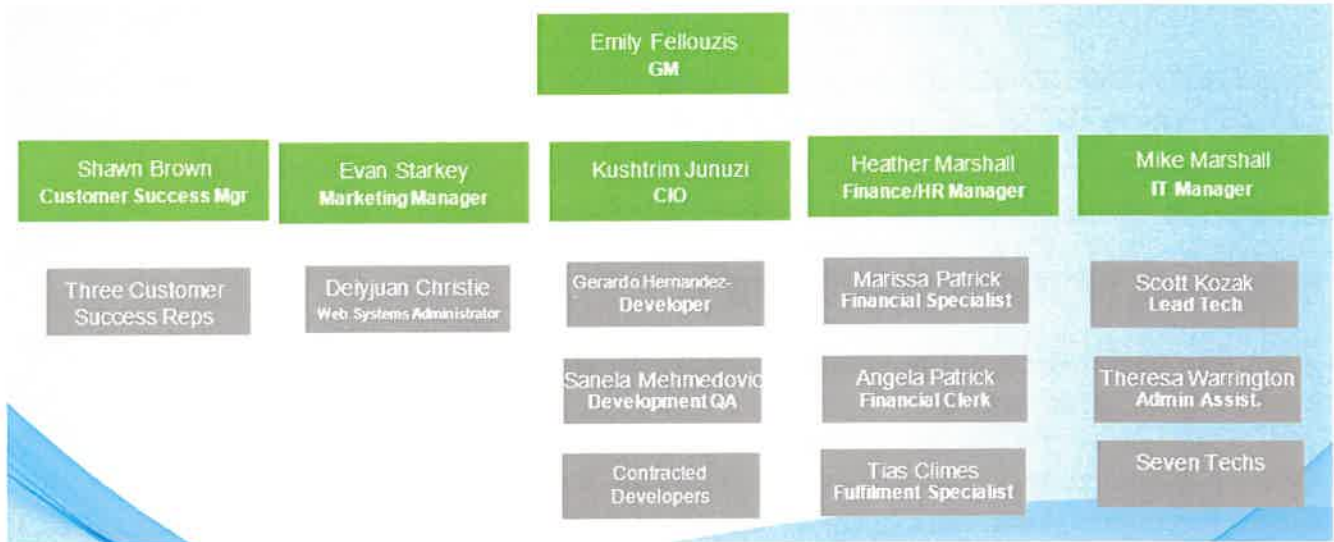 Emily Fellouzis
GM
Shawn Brown
Customer Success Mgr
Evan Starkey
Marketing Manager
Kushtrim Junuzi
CIO
Heather Marshall
Finance/HR Manager
Mike Marshall
IT Manager
Three Customer
Success Reps
Deiyjuan Christie
Web Systems Administrator
Gerardo Hernandez-
Developer
Marissa Patrick
Financial Specialist
Scott Kozak
Lead Tech
Sanela Mehmedovic
Development QA
Angela Patrick
Financial Clerk
Theresa Warrington
Admin Assist.
Contracted
Developers
Tias Climes
Fulfilment Specialist
Seven Techs